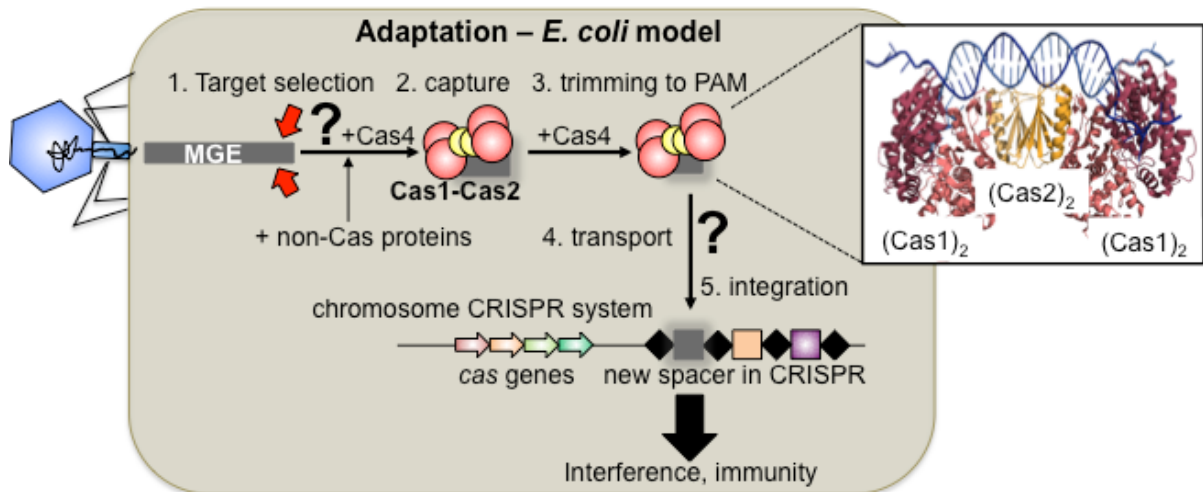 Adaptation – E. coli model
1. Target selection
2. capture
3. trimming to PAM
?
+Cas4
+Cas4
MGE
Cas1-Cas2
+ non-Cas proteins
4. transport
?
5. integration
chromosome CRISPR system
cas genes
new spacer in CRISPR
Interference, immunity
(Cas2)₂
(Cas1)₂
(Cas1)₂